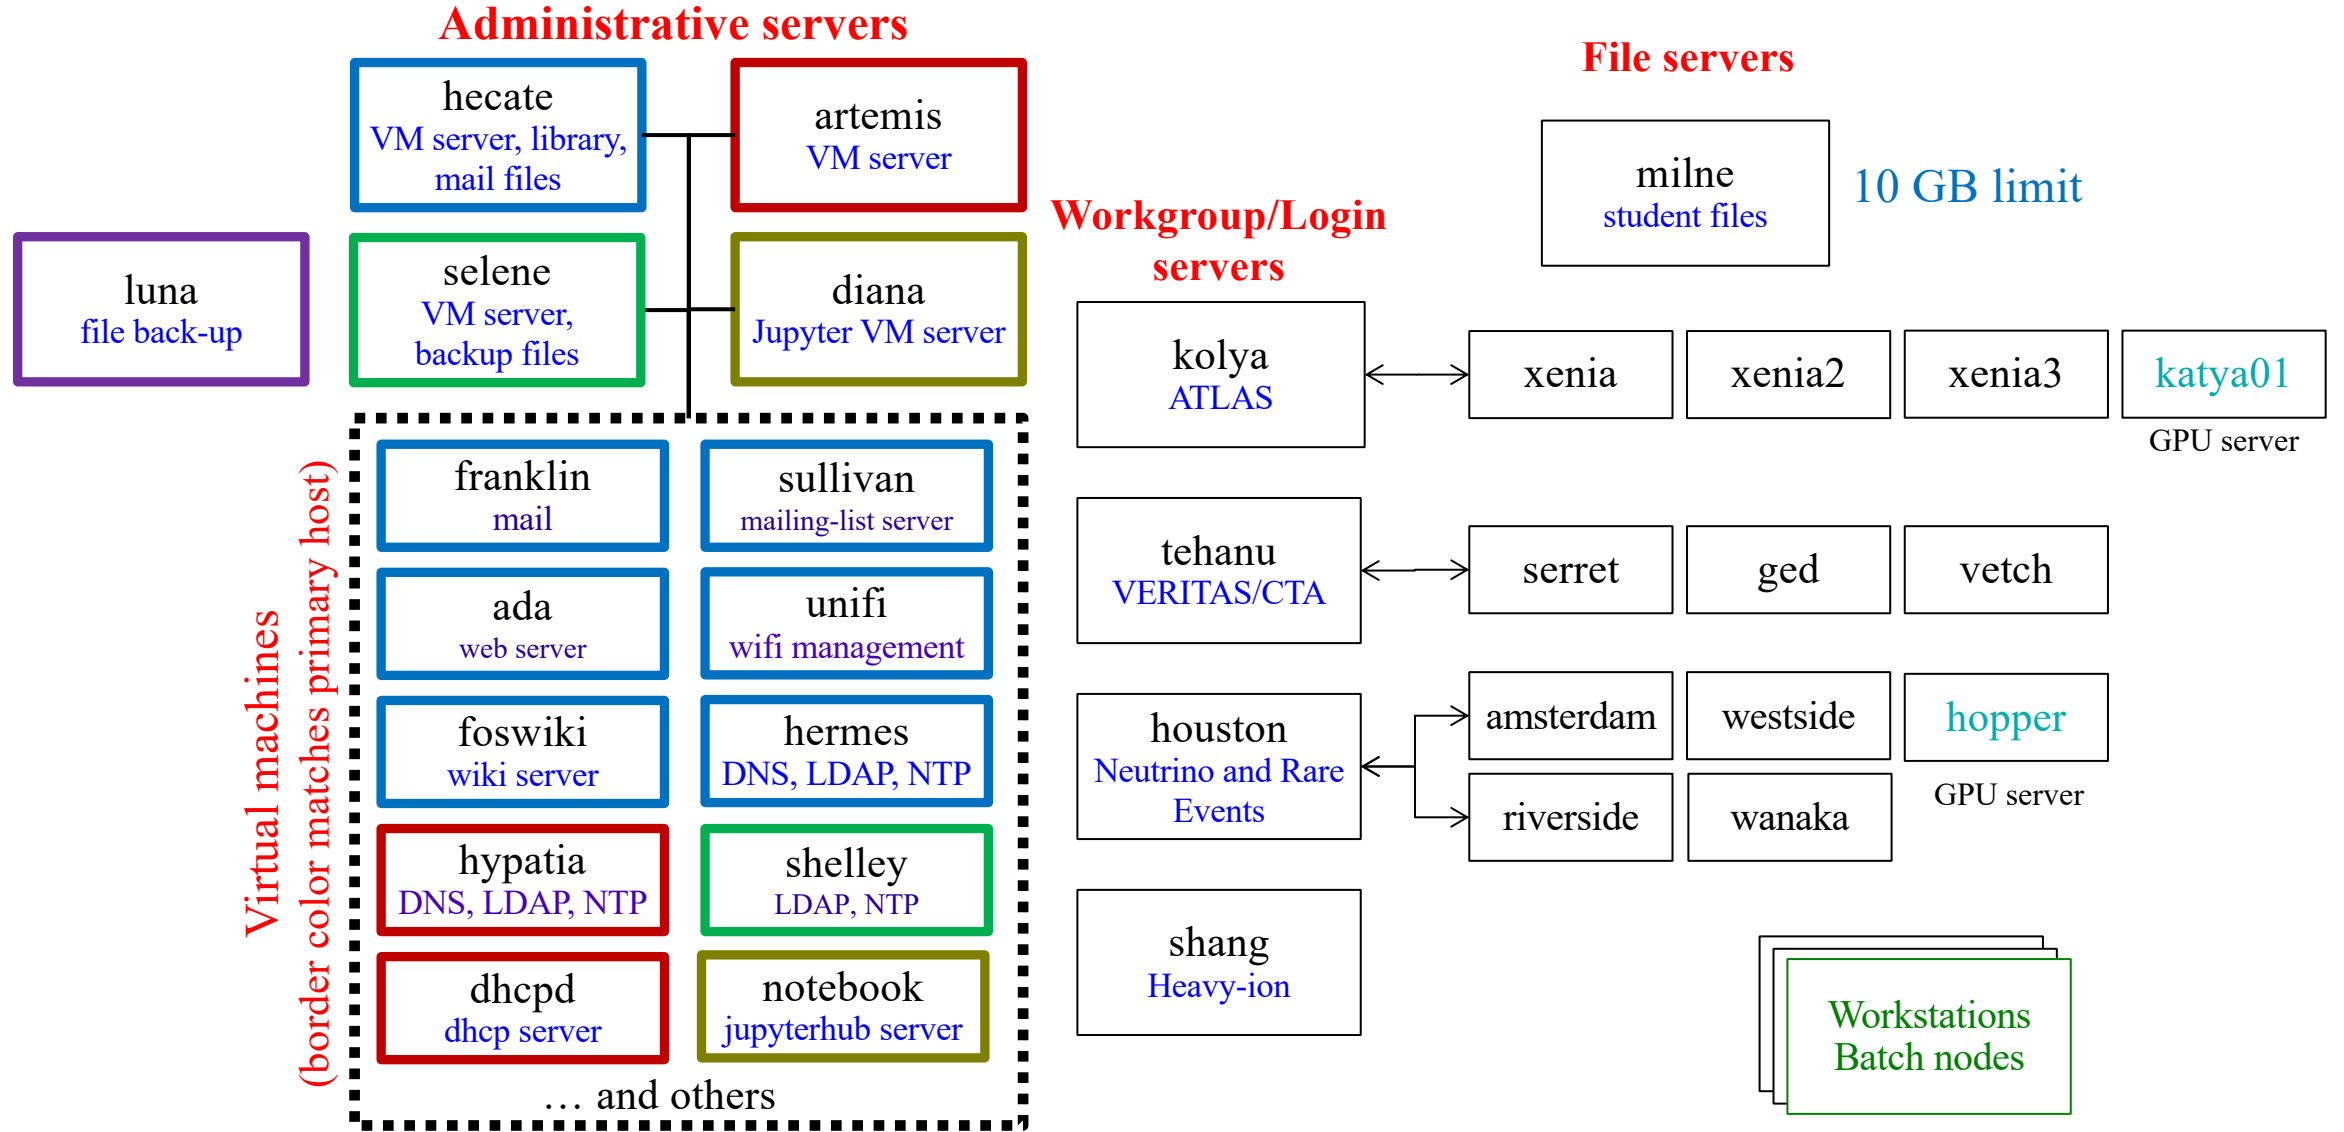 Administrative servers
hecate
VM server, library,
mail files
artemis
VM server
luna
file back-up
selene
VM server,
backup files
diana
Jupyter VM server
Virtual machines
(border color matches primary host)
franklin
mail
sullivan
mailing-list server
ada
web server
unifi
wifi management
foswiki
wiki server
hermes
DNS, LDAP, NTP
hypatia
DNS, LDAP, NTP
shelley
LDAP, NTP
dhcpd
dhcp server
notebook
jupyterhub server
… and others
Workgroup/Login
servers
kolya
ATLAS
tehanu
VERITAS/CTA
houston
Neutrino and Rare
Events
shang
Heavy-ion
File servers
milne
student files
10 GB limit
xenia
xenia2
xenia3
katya01
GPU server
serret
ged
vetch
amsterdam
westside
hopper
GPU server
riverside
wanaka
Workstations
Batch nodes